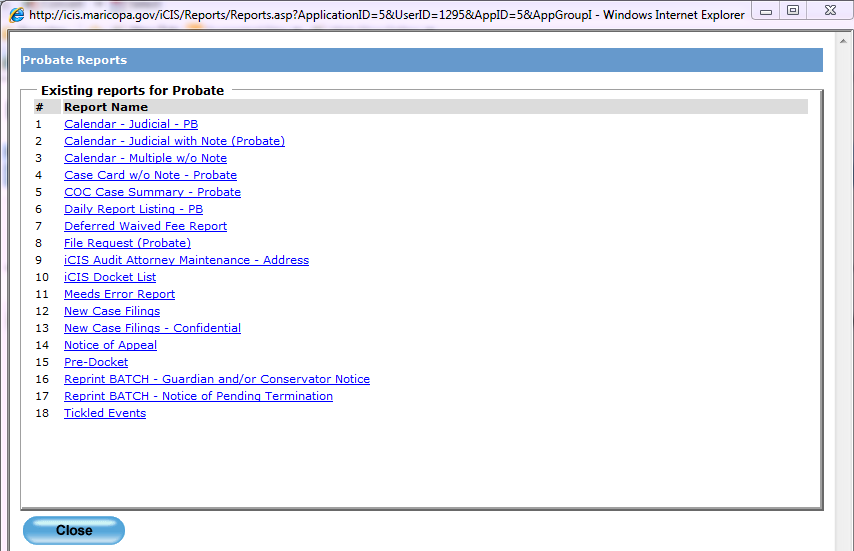 http://icis.maricopa.gov/iCIS/Reports/Reports.asp?ApplicationID=5&UserID=1295&AppID=5&AppGroupI - Windows Internet Explorer
Probate Reports
Existing reports for Probate
# Report Name
1 Calendar - Judicial - PB
2 Calendar - Judicial with Note (Probate)
3 Calendar - Multiple w/o Note
4 Case Card w/o Note - Probate
5 COC Case Summary - Probate
6 Daily Report Listing - PB
7 Deferred Waived Fee Report
8 File Request (Probate)
9 iCIS Audit Attorney Maintenance - Address
10 iCIS Docket List
11 Meeds Error Report
12 New Case Filings
13 New Case Filings - Confidential
14 Notice of Appeal
15 Pre-Docket
16 Reprint BATCH - Guardian and/or Conservator Notice
17 Reprint BATCH - Notice of Pending Termination
18 Tickled Events
Close